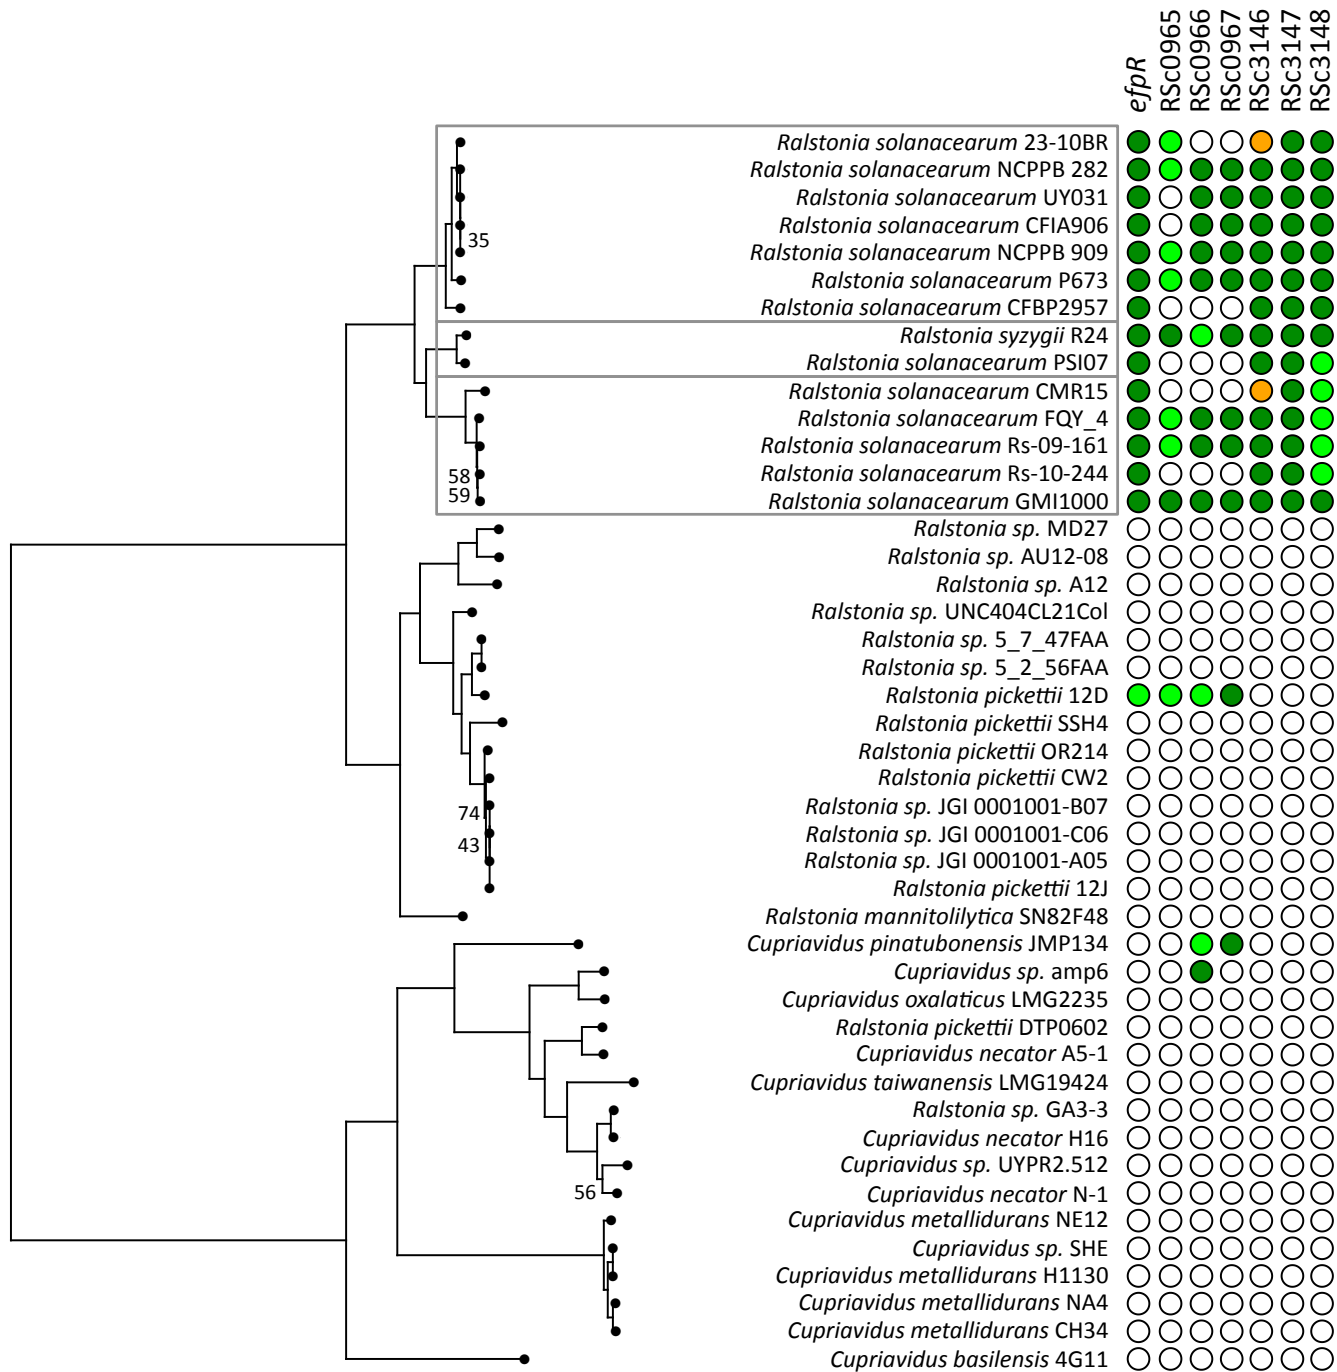 efpR RSc0965 RSc0966 RSc0967 RSc3146 RSc3147 RSc3148
Ralstonia solanacearum 23-10BR
Ralstonia solanacearum NCPPB 282
Ralstonia solanacearum UY031
Ralstonia solanacearum CFIA906
35
Ralstonia solanacearum NCPPB 909
Ralstonia solanacearum P673
Ralstonia solanacearum CFBP2957
Ralstonia syzygii R24
Ralstonia solanacearum PSI07
Ralstonia solanacearum CMR15
Ralstonia solanacearum FQY_4
Ralstonia solanacearum Rs-09-161
58 Ralstonia solanacearum Rs-10-244
59 Ralstonia solanacearum GMI1000
Ralstonia sp. MD27
Ralstonia sp. AU12-08
Ralstonia sp. A12
Ralstonia sp. UNC404CL21Col
Ralstonia sp. 5_7_47FAA
Ralstonia sp. 5_2_56FAA
Ralstonia pickettii 12D
Ralstonia pickettii SSH4
Ralstonia pickettii OR214
Ralstonia pickettii CW2
74 Ralstonia sp. JGI 0001001-B07
Ralstonia sp. JGI 0001001-C06
43 Ralstonia sp. JGI 0001001-A05
Ralstonia pickettii 12J
Ralstonia mannitolilytica SN82F48
Cupriavidus pinatubonensis JMP134
Cupriavidus sp. amp6
Cupriavidus oxalaticus LMG2235
Ralstonia pickettii DTP0602
Cupriavidus necator A5-1
Cupriavidus taiwanensis LMG19424
Ralstonia sp. GA3-3
Cupriavidus necator H16
Cupriavidus sp. UYPR2.512
56 Cupriavidus necator N-1
Cupriavidus metallidurans NE12
Cupriavidus sp. SHE
Cupriavidus metallidurans H1130
Cupriavidus metallidurans NA4
Cupriavidus metallidurans CH34
Cupriavidus basilensis 4G11